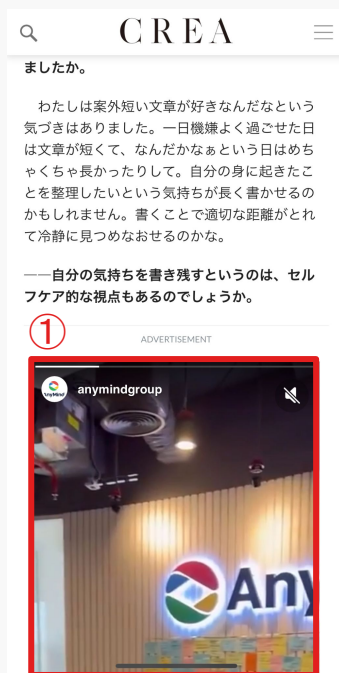 CREA
ましたか。
わたしは案外短い文章が好きなんだなという
気づきはありました。一日機嫌よく過ごせた日
は文章が短くて、なんだかなぁという日はめち
ゃくちゃ長かったりして。自分の身に起きたこ
とを整理したいという気持ちが長く書かせるの
かもしれません。書くことで適切な距離がとれ
て冷静に見つめなおせるのかな。
──自分の気持ちを書き残すというのは、セル
フケア的な視点もあるのでしょうか。
①
ADVERTISEMENT
AnyMind
anymindgroup
Any